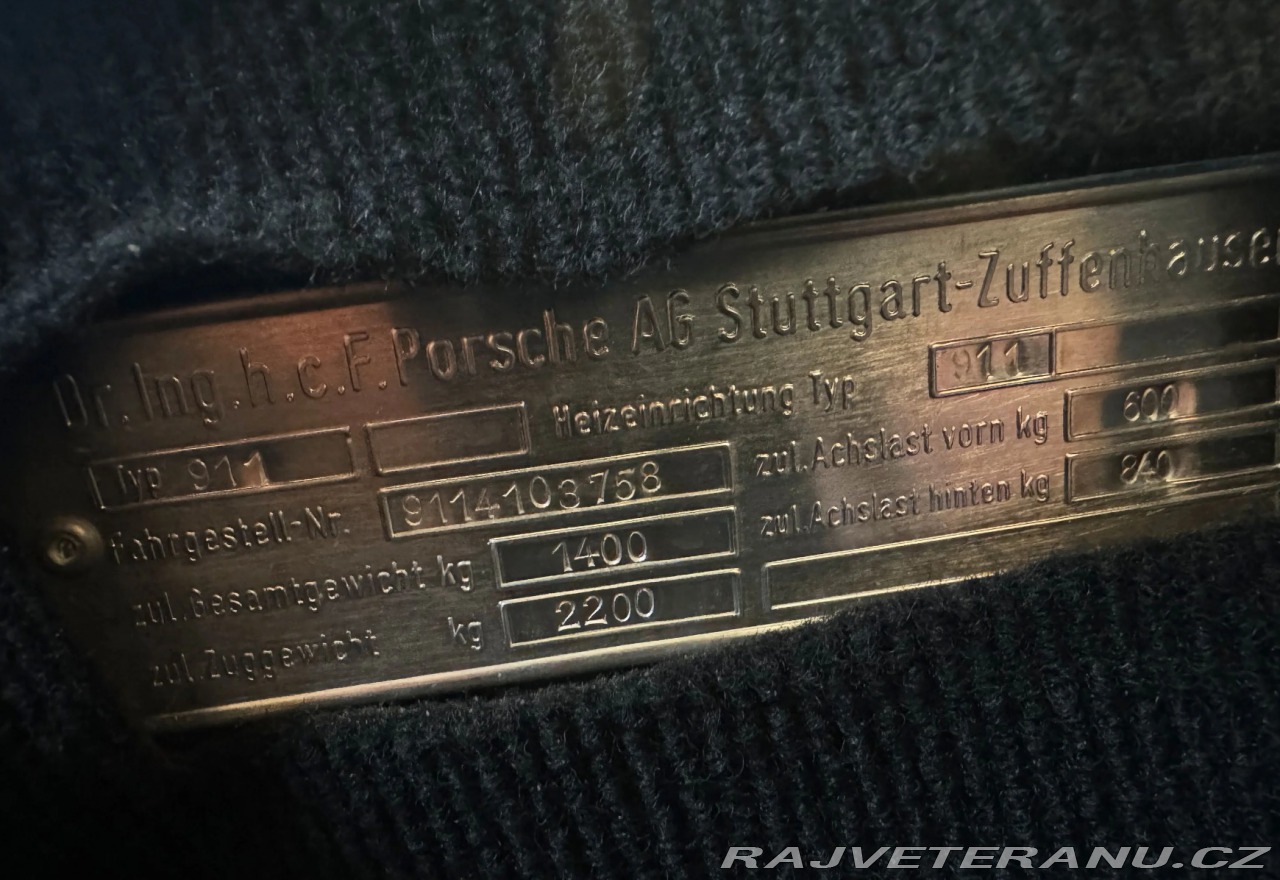 Dr. Ing. h.c. F. Porsche AG Stuttgart-Zuffenhausen
Typ 911
Heizeinrichtung Typ 911
Fahrgestell-Nr. 9114103758
zul. Achslast vorn kg 600
zul. Gesamtgewicht kg 1400
zul. Achslast hinten kg 840
zul. Zuggewicht kg 2200
RAJVETERANU.CZ